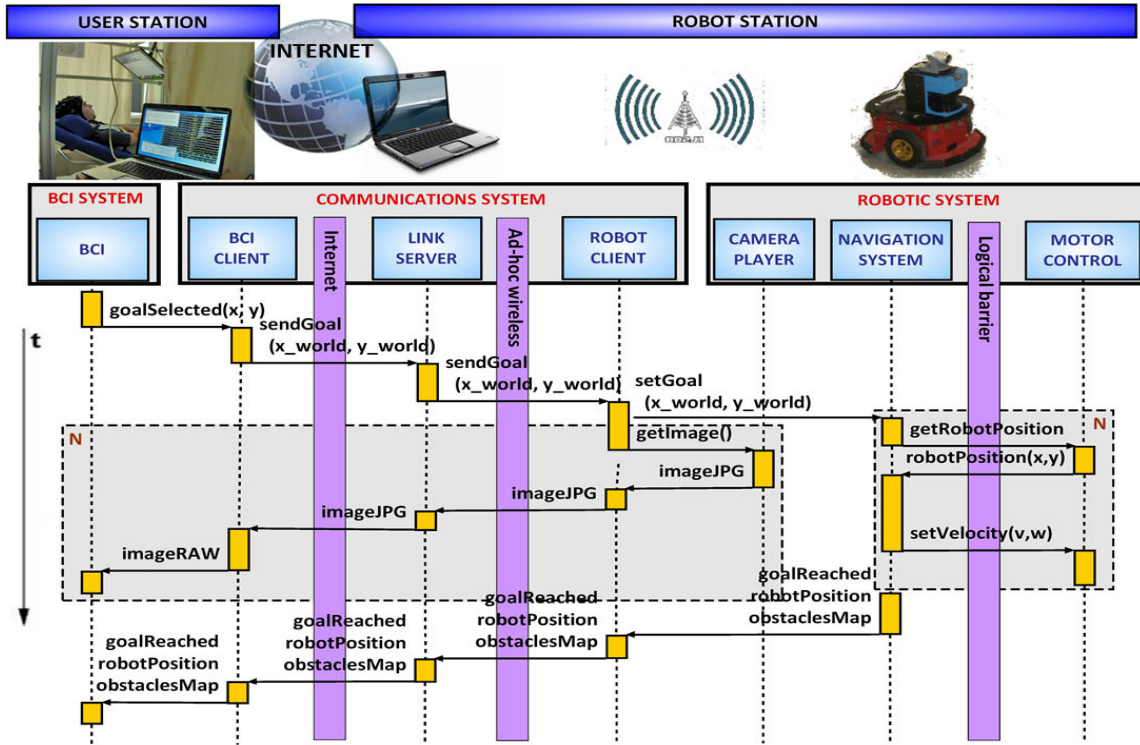 USER STATION
ROBOT STATION
INTERNET
BCI SYSTEM
COMMUNICATIONS SYSTEM
ROBOTIC SYSTEM
BCI
BCI
CLIENT
Internet
LINK
SERVER
Ad-hoc wireless
ROBOT
CLIENT
CAMERA
PLAYER
NAVIGATION
SYSTEM
Logical barrier
MOTOR
CONTROL
t
goalSelected(x, y)
sendGoal
(x_world, y_world)
sendGoal
(x_world, y_world)
setGoal
(x_world, y_world)
N
N
getImage()
getRobotPosition
robotPosition(x,y)
imageJPG
imageJPG
imageJPG
imageRAW
setVelocity(v,w)
goalReached
robotPosition
obstaclesMap
goalReached
robotPosition
obstaclesMap
goalReached
robotPosition
obstaclesMap
goalReached
robotPosition
obstaclesMap